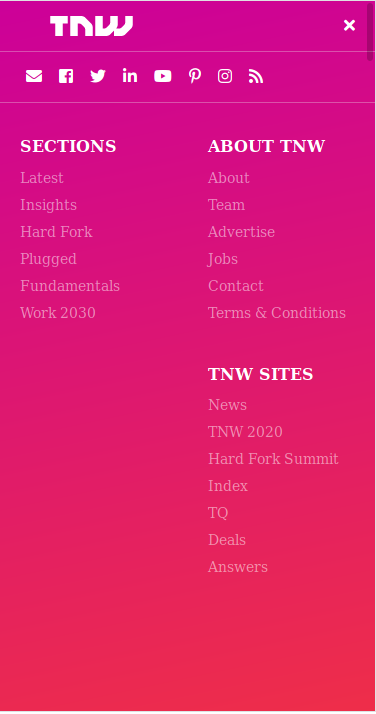 TNW
SECTIONS
Latest
Insights
Hard Fork
Plugged
Fundamentals
Work 2030
ABOUT TNW
About
Team
Advertise
Jobs
Contact
Terms & Conditions
TNW SITES
News
TNW 2020
Hard Fork Summit
Index
TQ
Deals
Answers